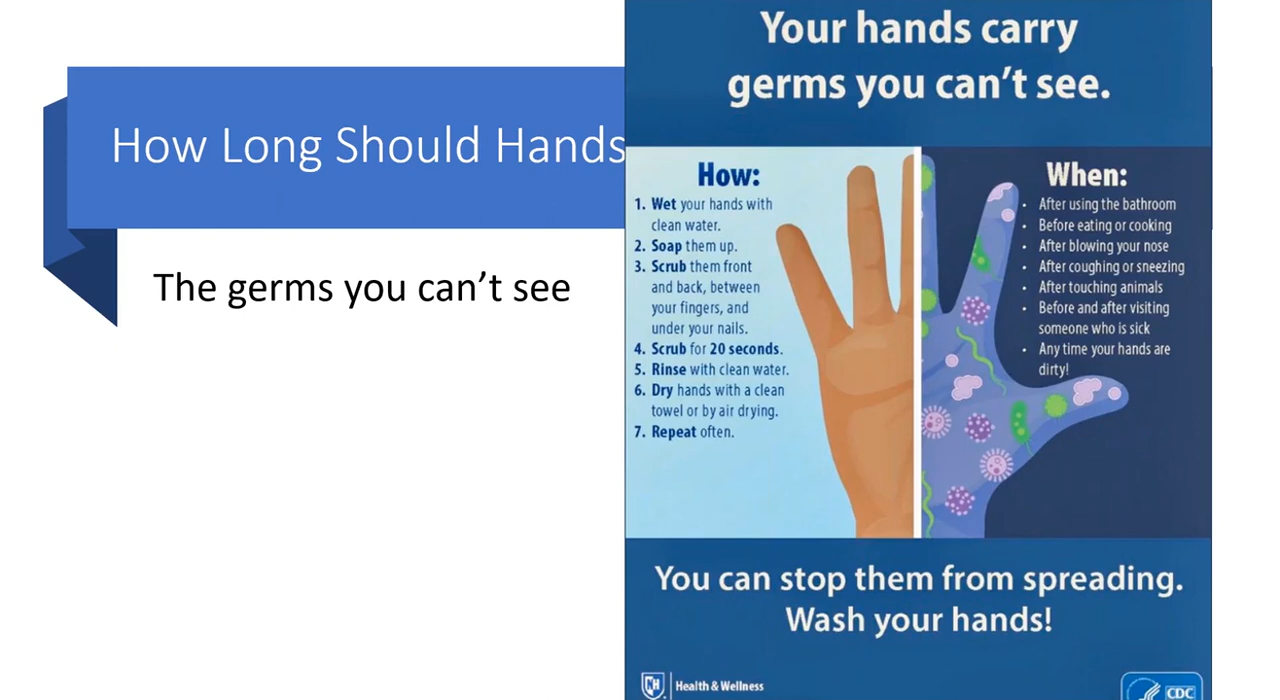 How Long Should Hands
The germs you can't see
Your hands carry
germs you can't see.
How:
1. Wet your hands with
clean water.
2. Soap them up.
3. Scrub them front
and back, between
your fingers, and
under your nails.
4. Scrub for 20 seconds.
5. Rinse with clean water.
6. Dry hands with a clean
towel or by air drying.
7. Repeat often.
When:
• After using the bathroom
• Before eating or cooking
• After blowing your nose
• After coughing or sneezing
• After touching animals
• Before and after visiting
someone who is sick
• Any time your hands are
dirty!
You can stop them from spreading.
Wash your hands!
NH Health & Wellness
CDC